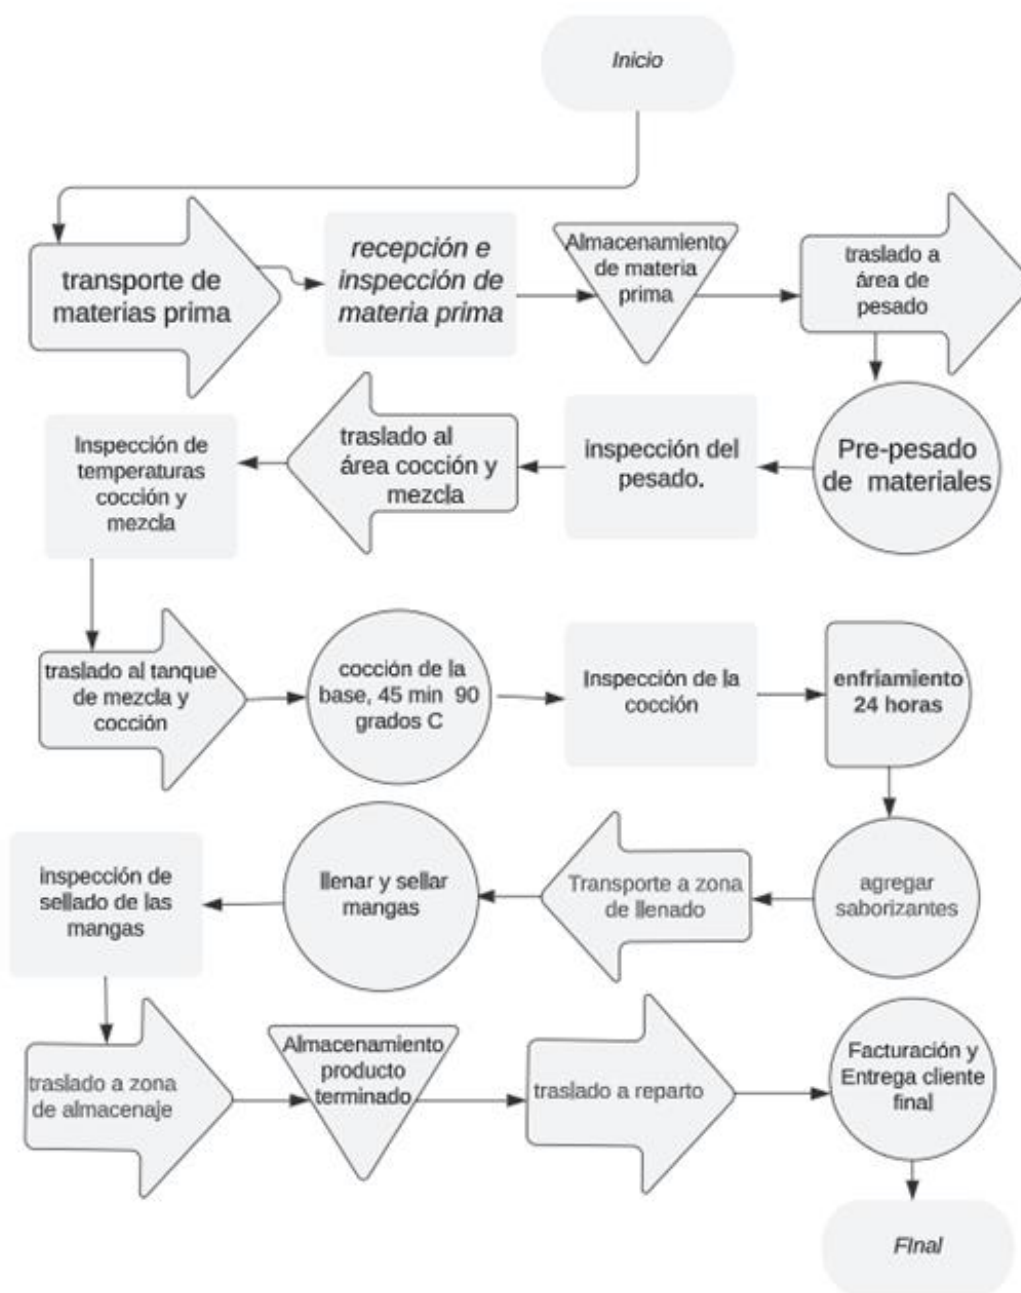 Inicio
transporte de
materias prima
recepción e
inspección de
materia prima
Almacenamiento
de materia
prima
traslado a
área de
pesado
Pre-pesado
de materiales
inspección del
pesado.
traslado al
área cocción y
mezcla
Inspección de
temperaturas
cocción y
mezcla
traslado al tanque
de mezcla y
cocción
cocción de la
base, 45 min 90
grados C
Inspección de la
cocción
enfriamiento
24 horas
agregar
saborizantes
Transporte a zona
de llenado
llenar y sellar
mangas
inspección de
sellado de las
mangas
traslado a zona
de almacenaje
Almacenamiento
producto
terminado
traslado a reparto
Facturación y
Entrega cliente
final
FInal